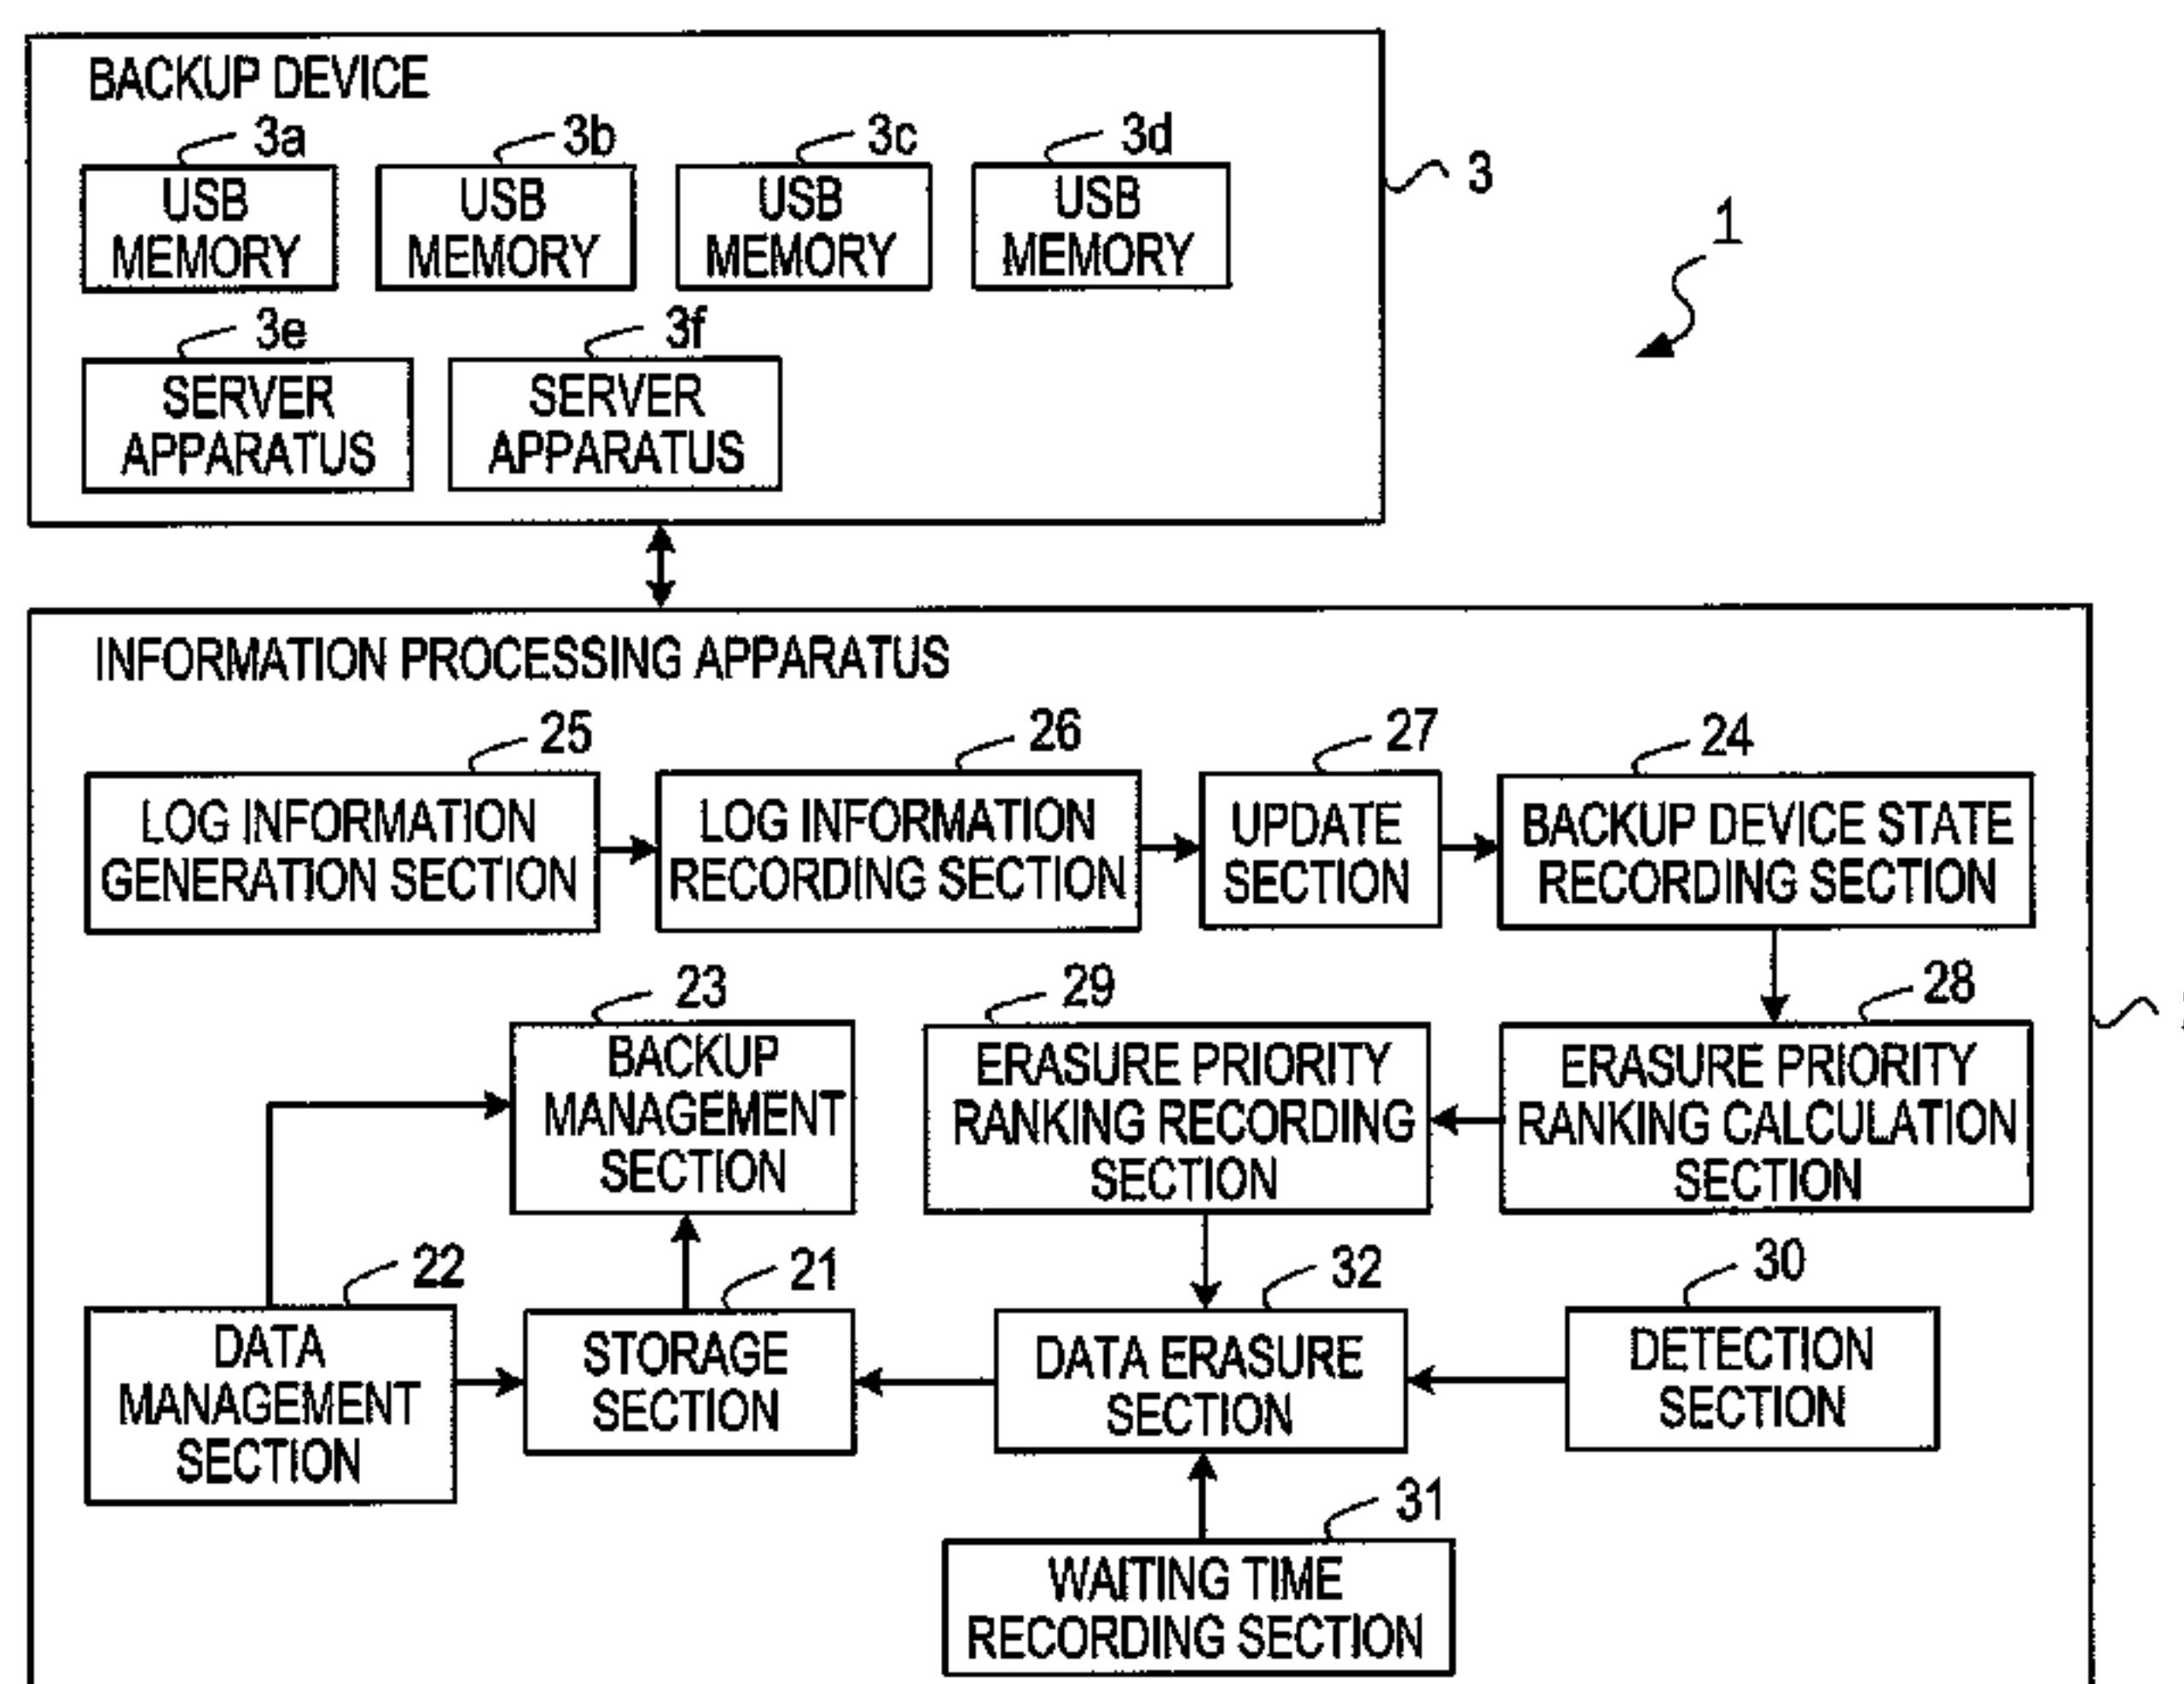 BACKUP DEVICE
3a 3b 3c 3d
USB MEMORY
USB MEMORY
USB MEMORY
USB MEMORY
3
1
3e 3f
SERVER APPARATUS
SERVER APPARATUS
INFORMATION PROCESSING APPARATUS
25 26 27 24
LOG INFORMATION
GENERATION SECTION
LOG INFORMATION
RECORDING SECTION
UPDATE
SECTION
BACKUP DEVICE STATE
RECORDING SECTION
23 29 28
BACKUP
MANAGEMENT
SECTION
ERASURE PRIORITY
RANKING RECORDING
SECTION
ERASURE PRIORITY
RANKING CALCULATION
SECTION
22 21 32 30
DATA
MANAGEMENT
SECTION
STORAGE
SECTION
DATA ERASURE
SECTION
DETECTION
SECTION
31
WAITING TIME
RECORDING SECTION